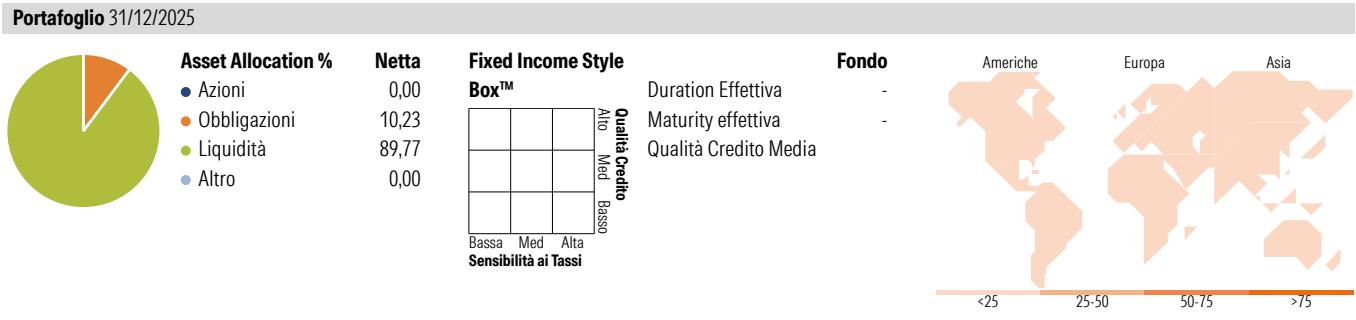 Portafoglio 31/12/2025
Asset Allocation % Netta
Azioni 0,00
Obbligazioni 10,23
Liquidità 89,77
Altro 0,00
Fixed Income Style
Box™
Alto Med Basso
Qualità Credito
Bassa Med Alta
Sensibilità ai Tassi
Fondo
Duration Effettiva -
Maturity effettiva -
Qualità Credito Media
Americhe Europa Asia
<25 25-50 50-75 >75